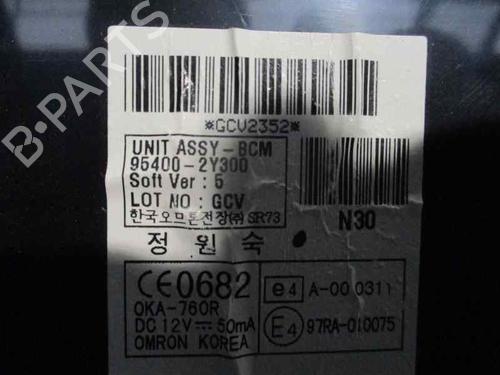 B-PARTS
*GCV2352*
UNIT ASSY-BCM
95400-2Y300
Soft Ver : 5
LOT NO : GCV
한국오므론전장(주) SR73
N30
정 원 숙
CE0682
e4 A-00 0311
OKA-760R
DC 12V 50mA
E4 97RA-010075
OMRON KOREA